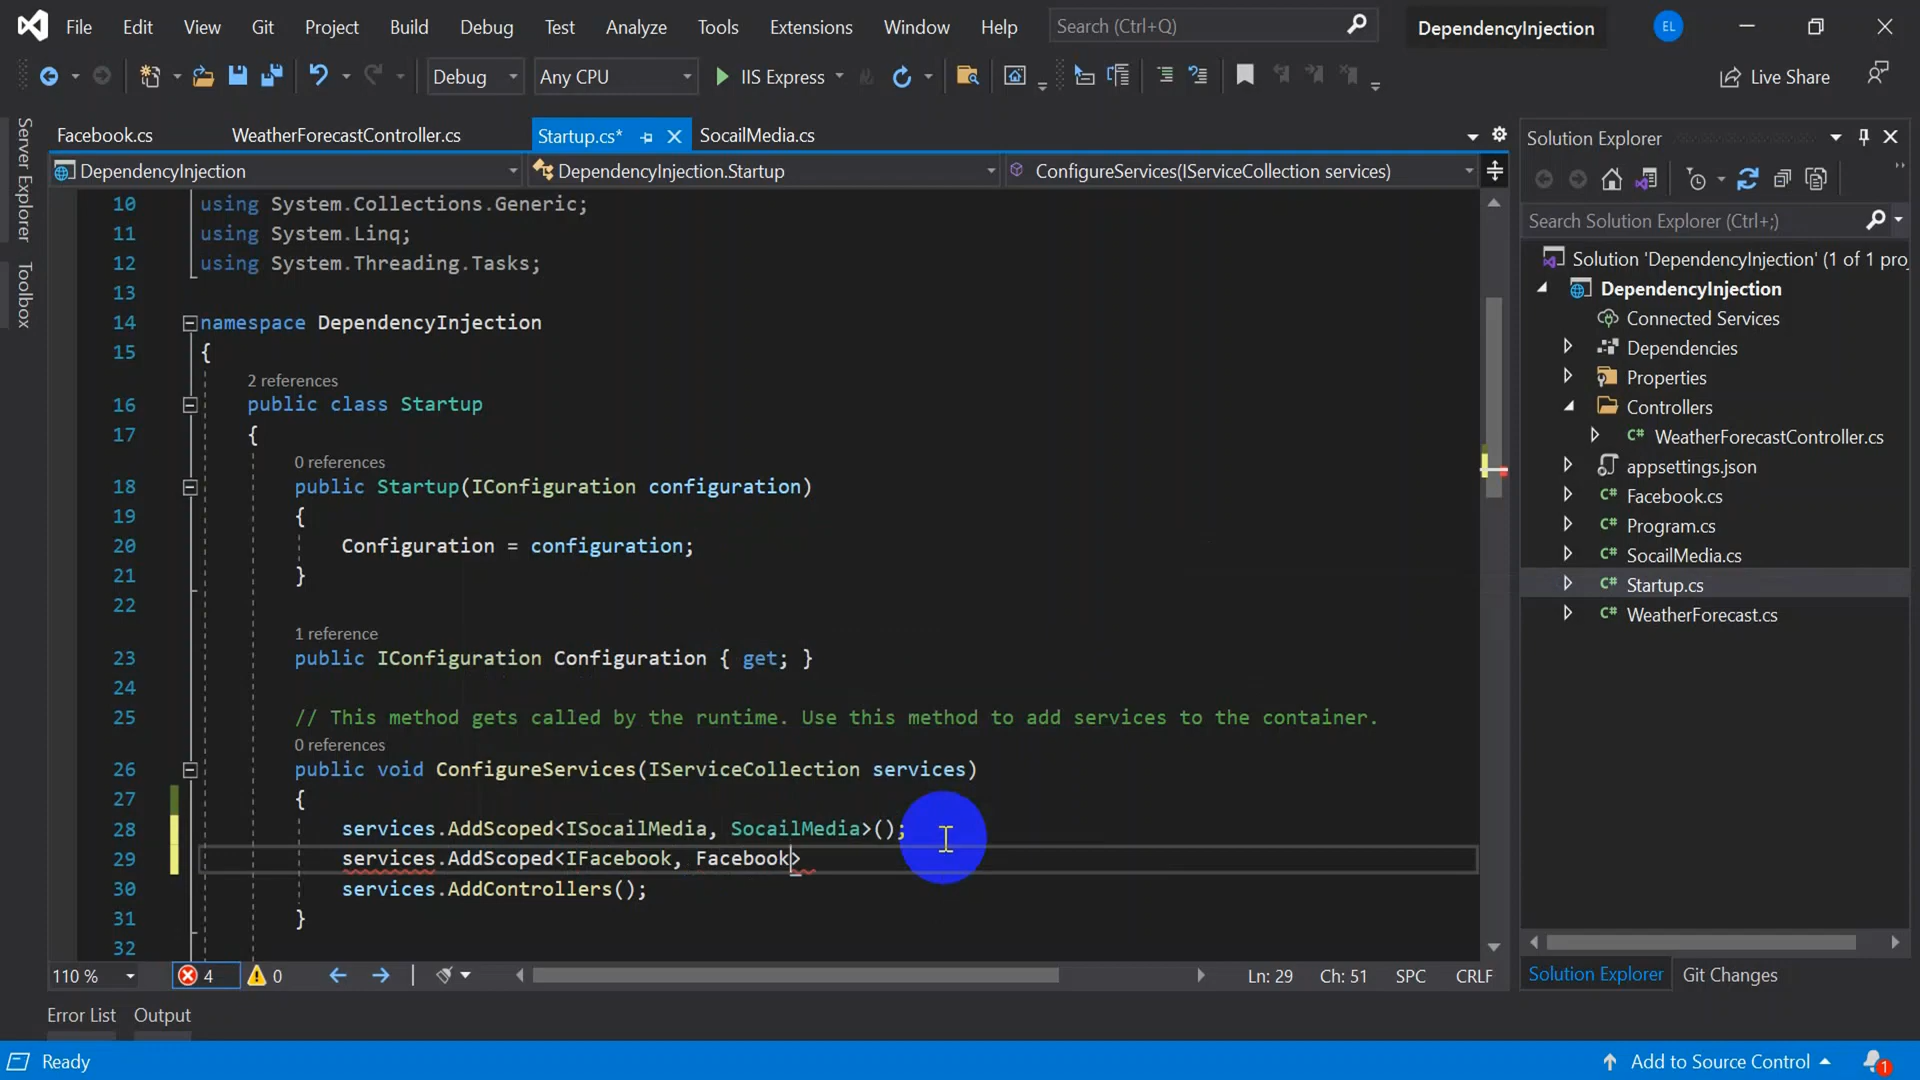 File Edit View Git Project Build Debug Test Analyze Tools Extensions Window Help Search (Ctrl+Q) DependencyInjection EL
Debug Any CPU IIS Express Live Share
Server Explorer
Toolbox
Facebook.cs WeatherForecastController.cs Startup.cs* SocailMedia.cs
DependencyInjection DependencyInjection.Startup ConfigureServices(IServiceCollection services)
10 using System.Collections.Generic;
11 using System.Linq;
12 using System.Threading.Tasks;
13
14 namespace DependencyInjection
15 {
2 references
16 public class Startup
17 {
0 references
18 public Startup(IConfiguration configuration)
19 {
20 Configuration = configuration;
21 }
22
1 reference
23 public IConfiguration Configuration { get; }
24
25 // This method gets called by the runtime. Use this method to add services to the container.
0 references
26 public void ConfigureServices(IServiceCollection services)
27 {
28 services.AddScoped<ISocailMedia, SocailMedia>();
29 services.AddScoped<IFacebook, Facebook>
30 services.AddControllers();
31 }
32
110 % 4 0 Ln: 29 Ch: 51 SPC CRLF
Solution Explorer
Search Solution Explorer (Ctrl+;)
Solution 'DependencyInjection' (1 of 1 pro
DependencyInjection
Connected Services
Dependencies
Properties
Controllers
C# WeatherForecastController.cs
appsettings.json
C# Facebook.cs
C# Program.cs
C# SocailMedia.cs
C# Startup.cs
C# WeatherForecast.cs
Solution Explorer Git Changes
Error List Output
Ready Add to Source Control 1